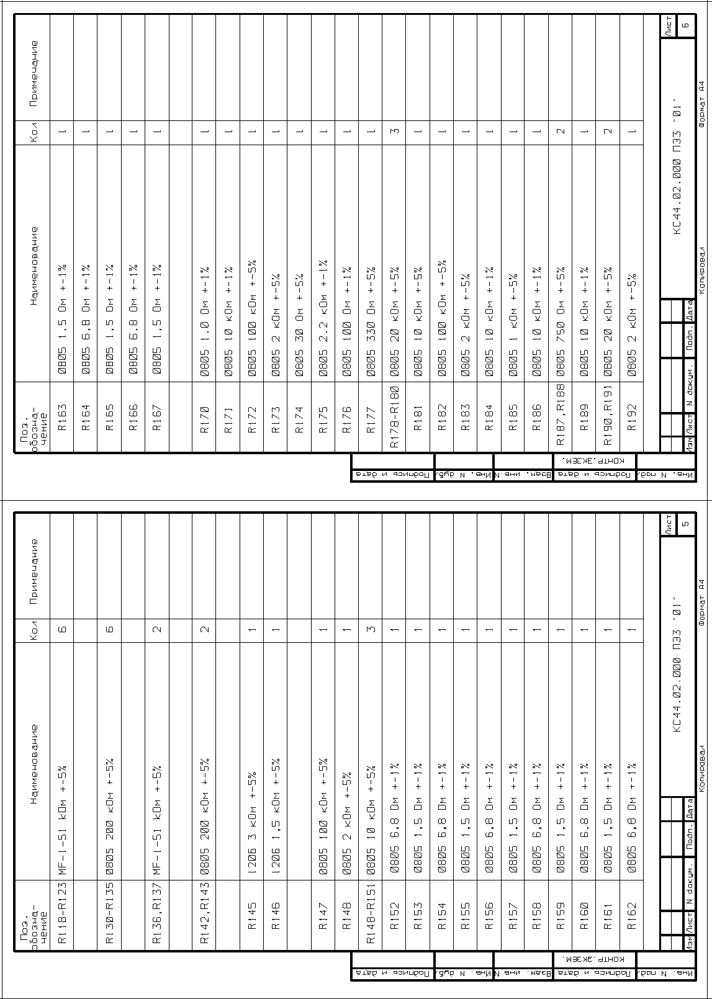 Поз. обозна-чение Наименование Кол Примечание
R163 0805 1,5 Ом +-1% 1
R164 0805 6,8 Ом +-1% 1
R165 0805 1,5 Ом +-1% 1
R166 0805 6,8 Ом +-1% 1
R167 0805 1,5 Ом +-1% 1
R170 0805 1.0 Ом +-1% 1
R171 0805 10 кОм +-1% 1
R172 0805 100 кОм +-5% 1
R173 0805 2 кОм +-5% 1
R174 0805 30 Ом +-5% 1
R175 0805 2.2 кОм +-1% 1
R176 0805 100 Ом +-1% 1
R177 0805 330 Ом +-5% 1
R178-R180 0805 20 кОм +-5% 3
R181 0805 10 кОм +-5% 1
R182 0805 100 кОм +-5% 1
R183 0805 2 кОм +-5% 1
R184 0805 10 кОм +-1% 1
R185 0805 1 кОм +-5% 1
R186 0805 10 кОм +-1% 1
R187,R188 0805 750 Ом +-5% 2
R189 0805 10 кОм +-1% 1
R190,R191 0805 20 кОм +-5% 2
R192 0805 2 кОм +-5% 1
КС44.02.000 ПЭ3 "01"
Лист
6
Изм Лист N докум. Подп. Дата
Копировал Формат А4
КОНТР.ЭКЗЕМ.
Инв. N подл Подпись и дата Взам. инв.N Инв. N дубл Подпись и дата
Поз. обозна-чение Наименование Кол Примечание
R118-R123 MF-1-51 кОм +-5% 6
R130-R135 0805 200 кОм +-5% 6
R136,R137 MF-1-51 кОм +-5% 2
R142,R143 0805 200 кОм +-5% 2
R145 1206 3 кОм +-5% 1
R146 1206 1,5 кОм +-5% 1
R147 0805 100 кОм +-5% 1
R148 0805 2 кОм +-5% 1
R148-R151 0805 10 кОм +-5% 3
R152 0805 6,8 Ом +-1% 1
R153 0805 1,5 Ом +-1% 1
R154 0805 6,8 Ом +-1% 1
R155 0805 1,5 Ом +-1% 1
R156 0805 6,8 Ом +-1% 1
R157 0805 1,5 Ом +-1% 1
R158 0805 6,8 Ом +-1% 1
R159 0805 1,5 Ом +-1% 1
R160 0805 6,8 Ом +-1% 1
R161 0805 1,5 Ом +-1% 1
R162 0805 6,8 Ом +-1% 1
КС44.02.000 ПЭ3 "01"
Лист
5
Изм Лист N докум. Подп. Дата
Копировал Формат А4
КОНТР.ЭКЗЕМ.
Инв. N подл Подпись и дата Взам. инв N Инв. N дубл Подпись и дата